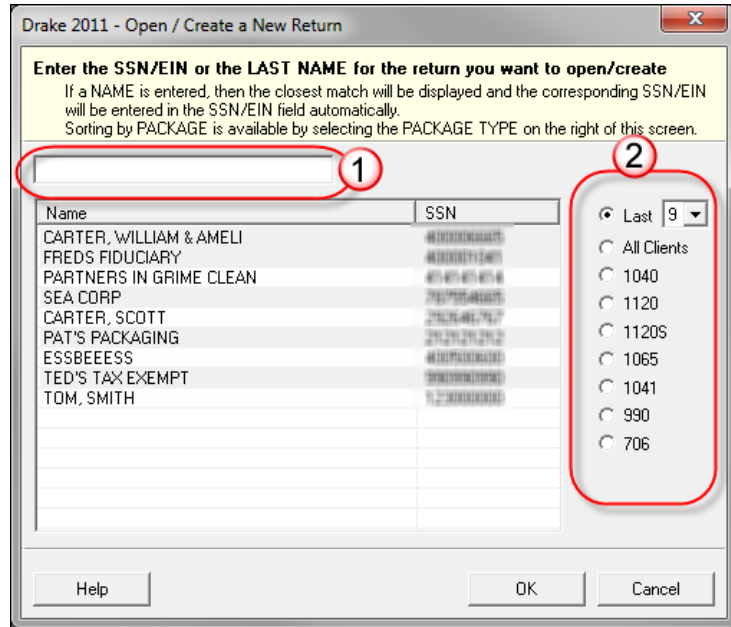 Drake 2011 - Open / Create a New Return
Enter the SSN/EIN or the LAST NAME for the return you want to open/create
If a NAME is entered, then the closest match will be displayed and the corresponding SSN/EIN
will be entered in the SSN/EIN field automatically.
Sorting by PACKAGE is available by selecting the PACKAGE TYPE on the right of this screen.
1
2
Name SSN
CARTER, WILLIAM & AMELI
FREDS FIDUCIARY
PARTNERS IN GRIME CLEAN
SEA CORP
CARTER, SCOTT
PAT'S PACKAGING
ESSBEEESS
TED'S TAX EXEMPT
TOM, SMITH
Last 9
All Clients
1040
1120
1120S
1065
1041
990
706
Help OK Cancel